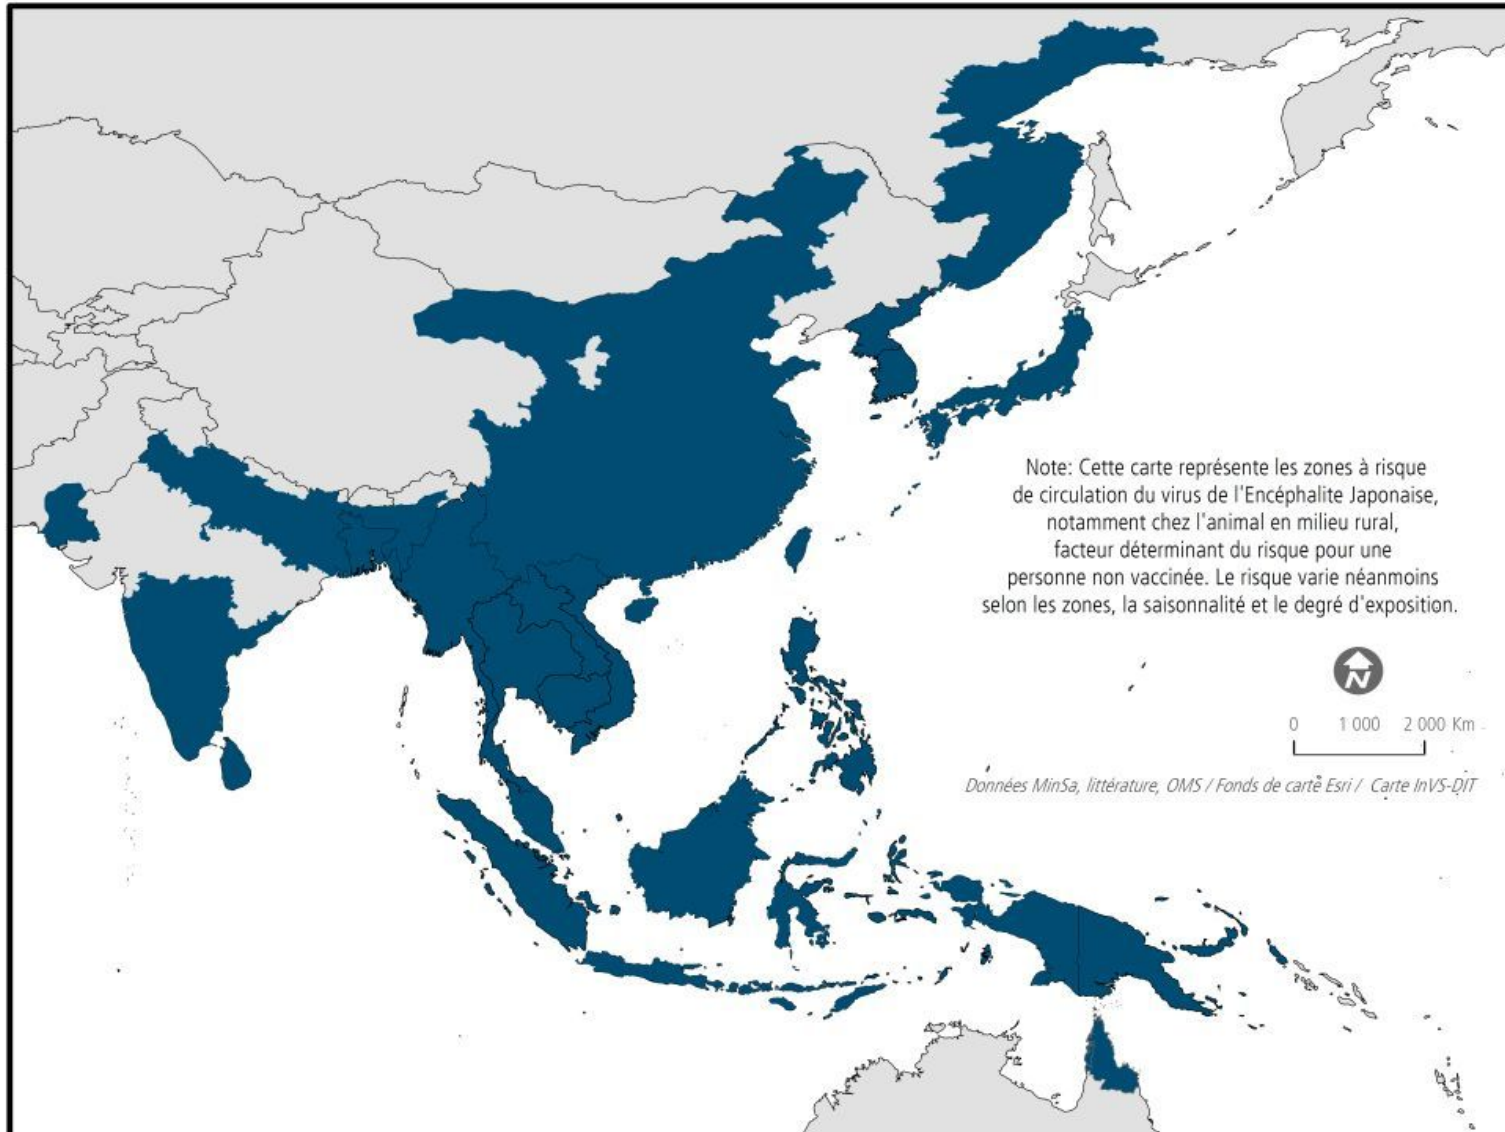 Note: Cette carte représente les zones à risque
de circulation du virus de l'Encéphalite Japonaise,
notamment chez l'animal en milieu rural,
facteur déterminant du risque pour une
personne non vaccinée. Le risque varie néanmoins
selon les zones, la saisonnalité et le degré d'exposition.
N
0 1 000 2 000 Km
Données MinSa, littérature, OMS / Fonds de carte Esri / Carte InVS-DIT